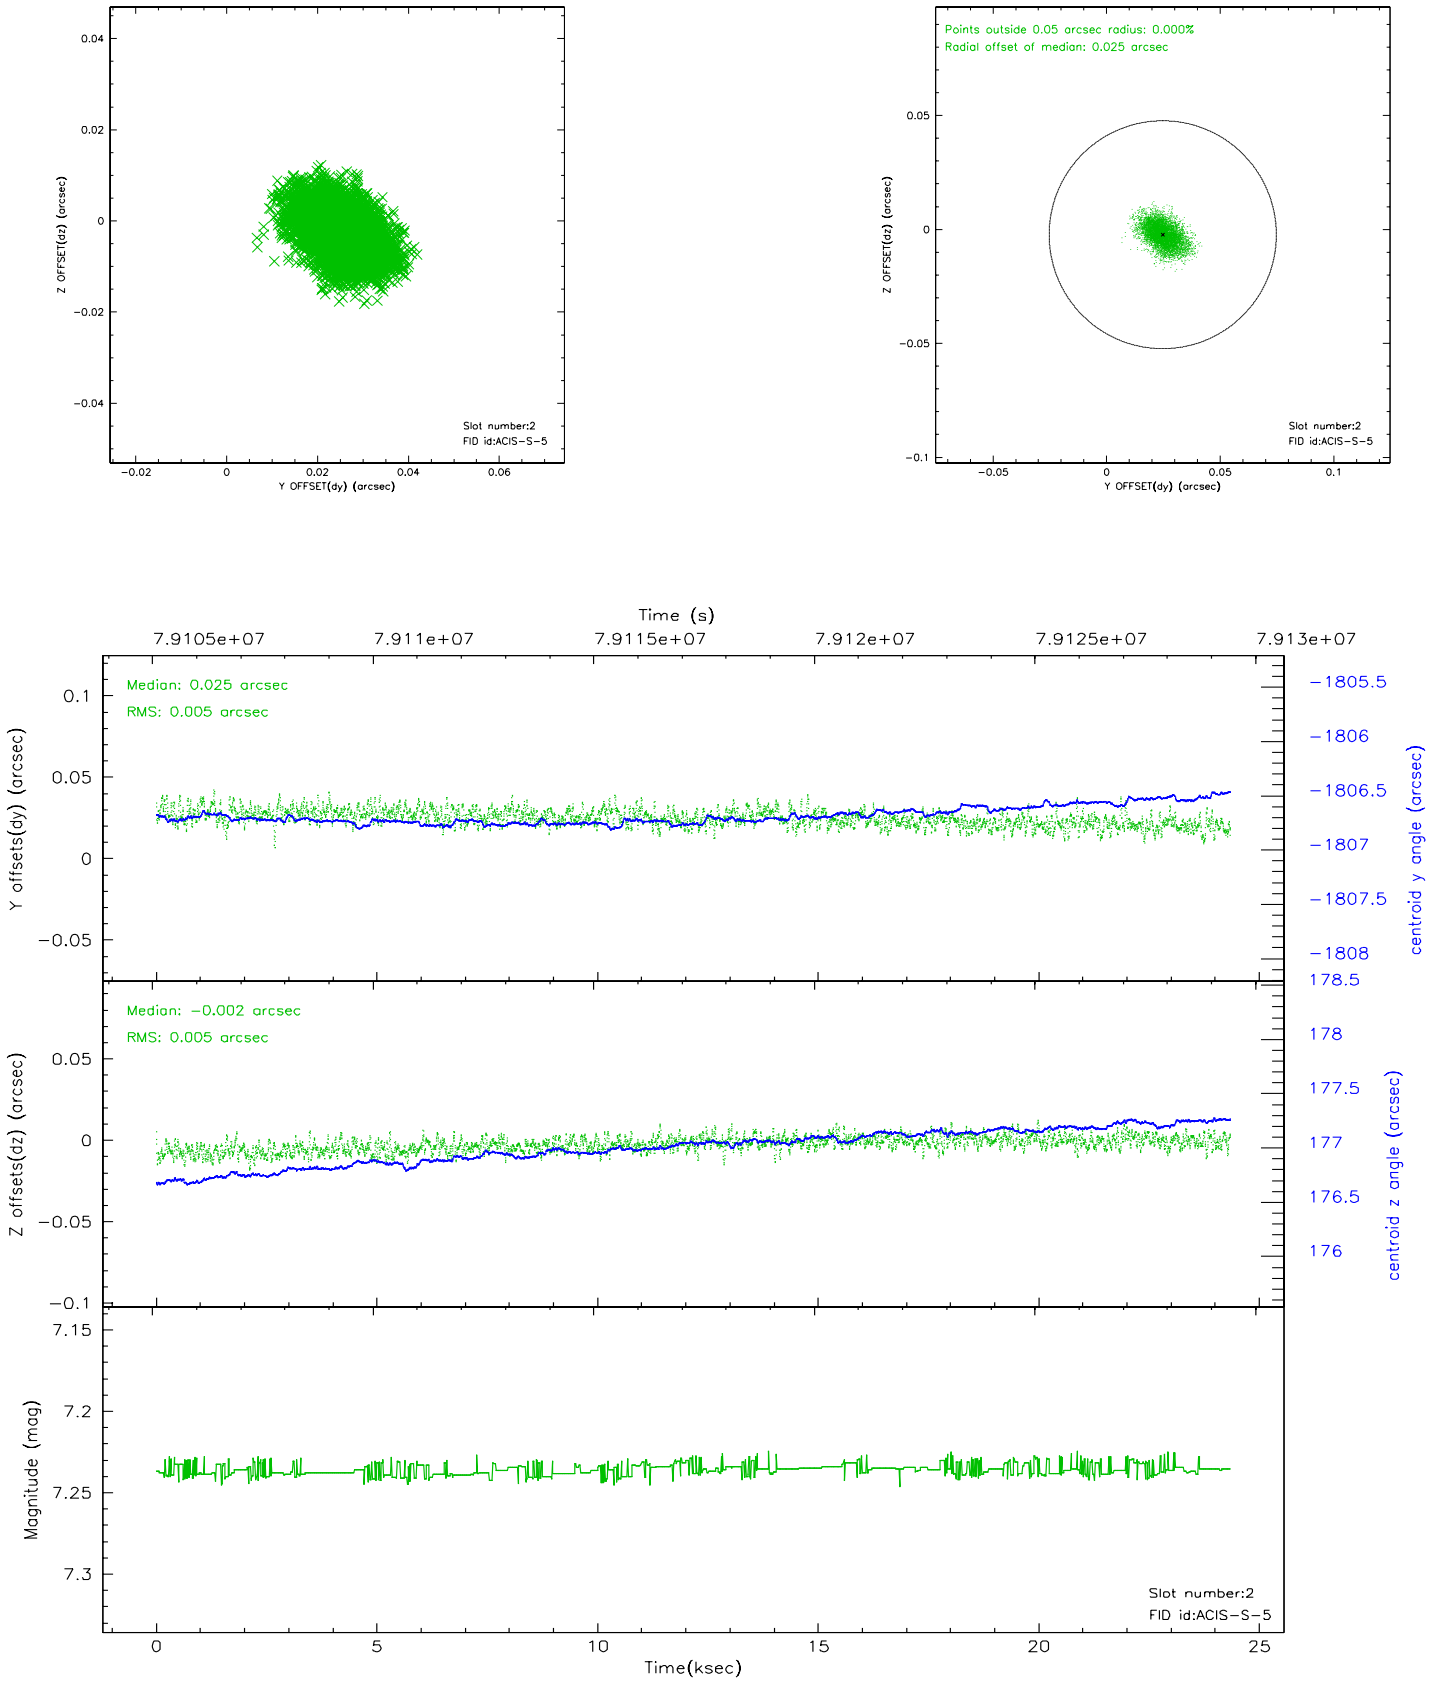 0.04
0.02
0
−0.02
−0.04
Z OFFSET(dz) (arcsec)
Slot number:2
FID id:ACIS−S−5
−0.02 0 0.02 0.04 0.06
Y OFFSET(dy) (arcsec)
Points outside 0.05 arcsec radius: 0.000%
Radial offset of median: 0.025 arcsec
0.05
0
−0.05
−0.1
Z OFFSET(dz) (arcsec)
Slot number:2
FID id:ACIS−S−5
−0.05 0 0.05 0.1
Y OFFSET(dy) (arcsec)
Time (s)
7.9105e+07 7.911e+07 7.9115e+07 7.912e+07 7.9125e+07 7.913e+07
Median: 0.025 arcsec
RMS: 0.005 arcsec
0.1
0.05
0
−0.05
Y offsets(dy) (arcsec)
−1805.5
−1806
−1806.5
−1807
−1807.5
−1808
centroid y angle (arcsec)
Median: −0.002 arcsec
RMS: 0.005 arcsec
0.05
0
−0.05
−0.1
Z offsets(dz) (arcsec)
178.5
178
177.5
177
176.5
176
centroid z angle (arcsec)
7.15
7.2
7.25
7.3
Magnitude (mag)
Slot number:2
FID id:ACIS−S−5
0 5 10 15 20 25
Time(ksec)